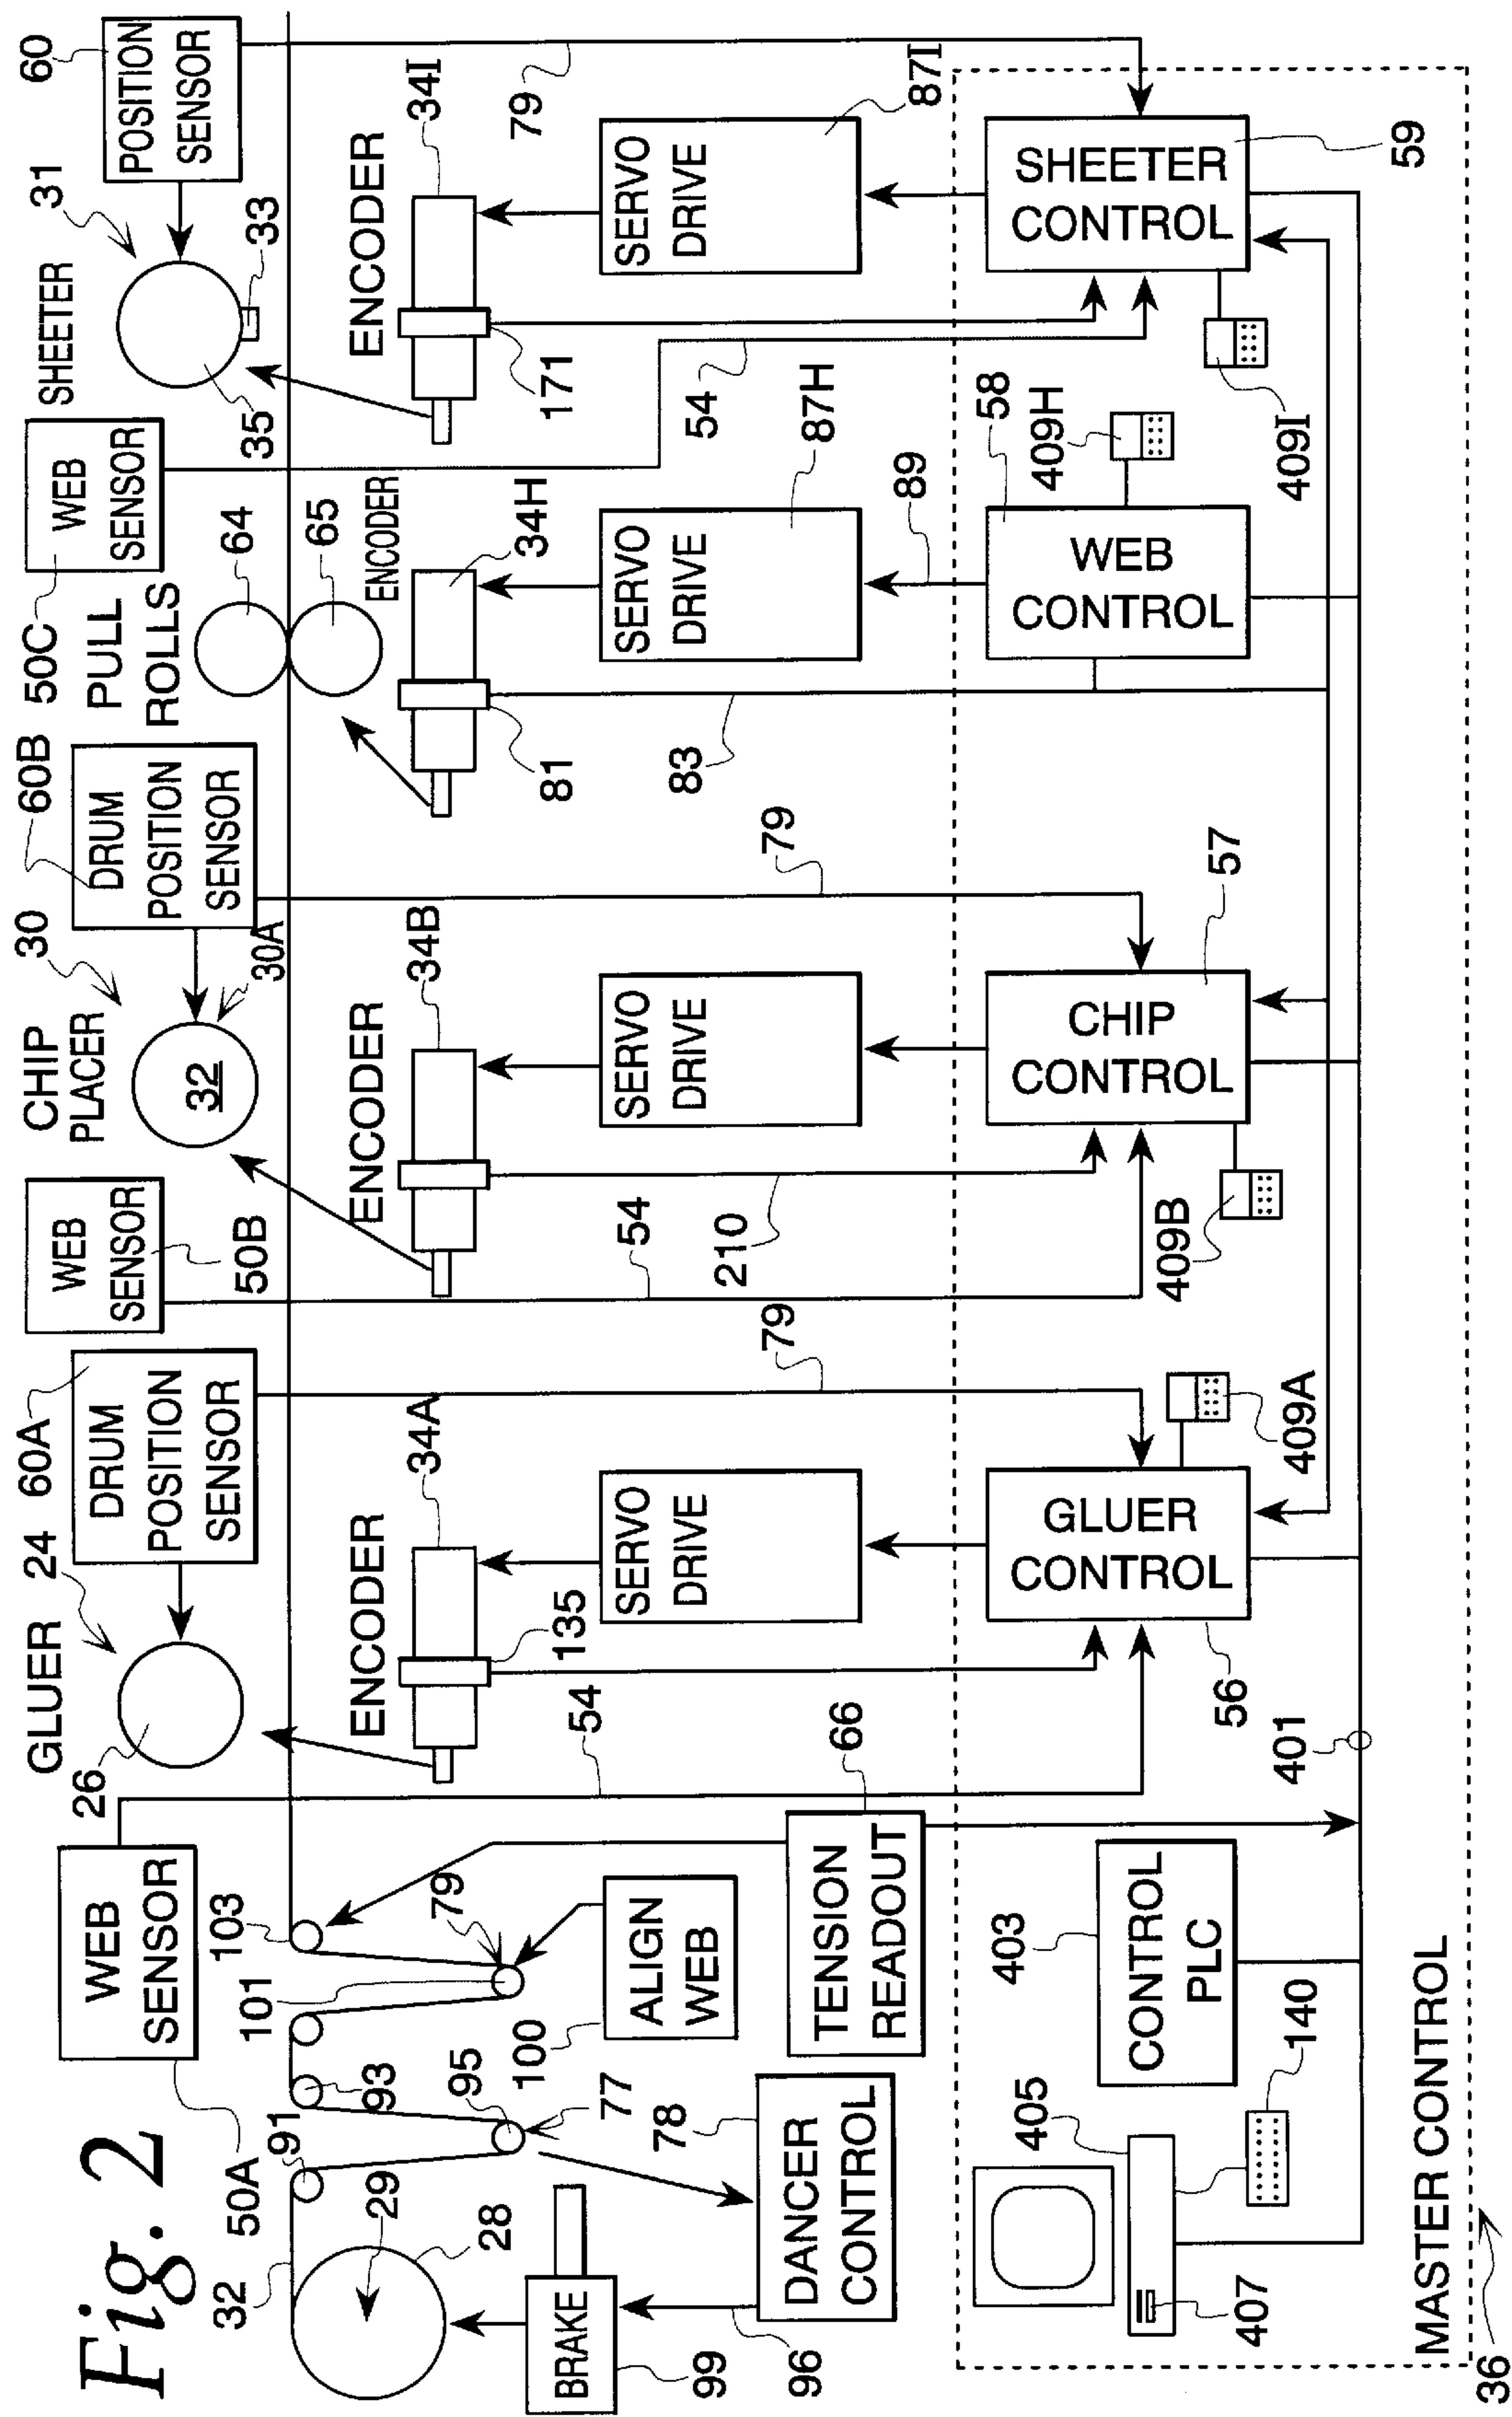 Fig. 2
50A
WEB
SENSOR
GLUER
24
26
60A
DRUM
POSITION
SENSOR
WEB
SENSOR
50B
CHIP
PLACER
30
30A
32
60B
DRUM
POSITION
SENSOR
50C
PULL
ROLLS
64
65
WEB
SENSOR
SHEETER
31
33
35
60
POSITION
SENSOR
32
29
28
91
93
95
77
101
103
79
ENCODER
34A
135
ENCODER
34B
ENCODER
34H
81
ENCODER
34I
171
BRAKE
99
96
DANCER
CONTROL
78
ALIGN
WEB
100
TENSION
READOUT
66
54
SERVO
DRIVE
79
54
210
SERVO
DRIVE
79
83
SERVO
DRIVE
87H
89
54
SERVO
DRIVE
87I
79
405
407
140
403
CONTROL
PLC
401
56
GLUER
CONTROL
409A
409B
CHIP
CONTROL
57
WEB
CONTROL
58
409H
409I
SHEETER
CONTROL
59
MASTER CONTROL
36